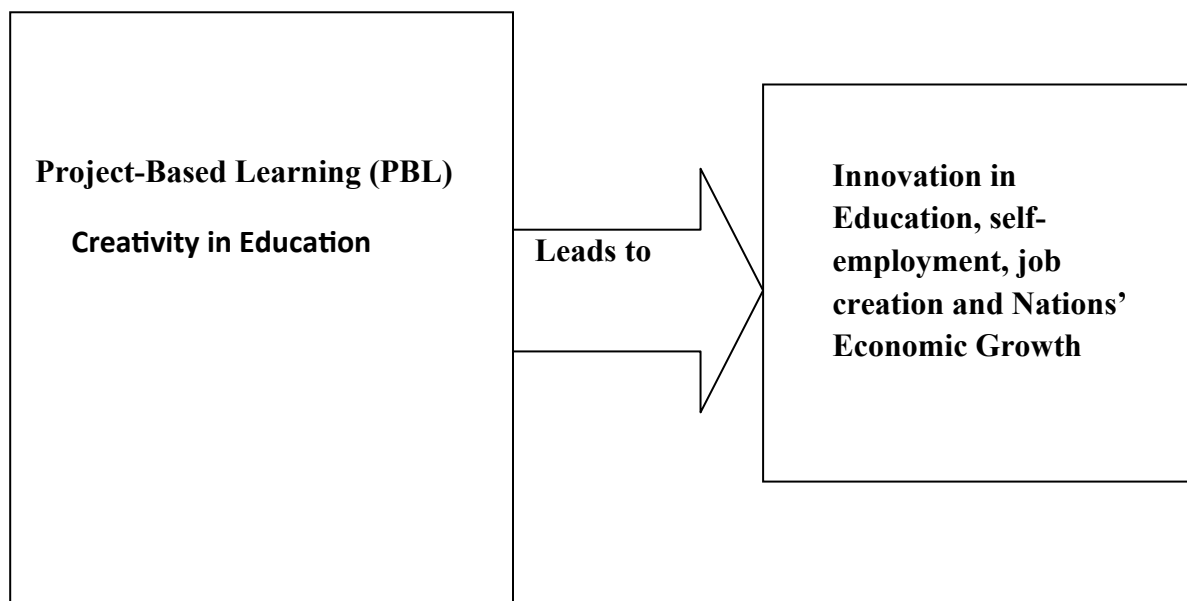 Project-Based Learning (PBL)
Creativity in Education
Leads to
Innovation in
Education, self-
employment, job
creation and Nations’
Economic Growth